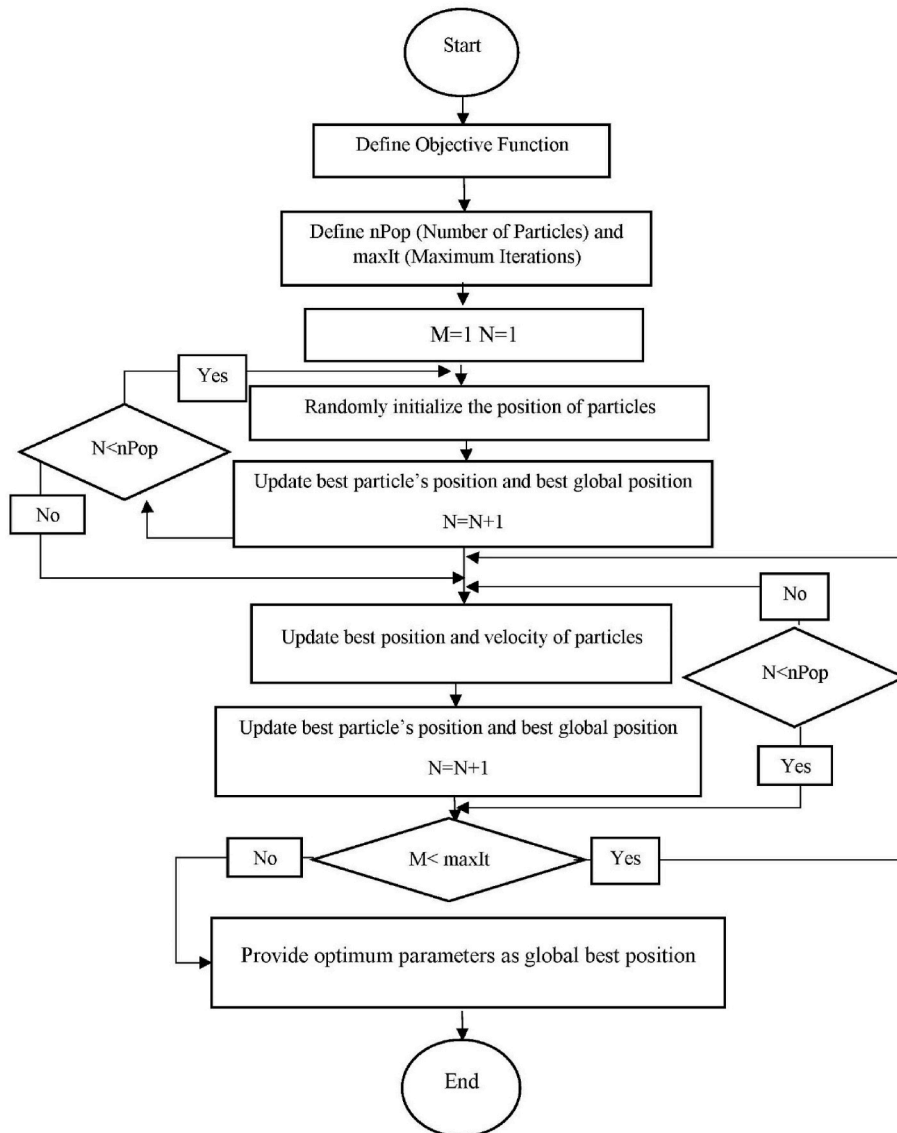 Start
Define Objective Function
Define nPop (Number of Particles) and
maxIt (Maximum Iterations)
M=1 N=1
Yes
Randomly initialize the position of particles
N<nPop
Update best particle’s position and best global position
N=N+1
No
No
Update best position and velocity of particles
N<nPop
Update best particle’s position and best global position
N=N+1
Yes
No
M< maxIt
Yes
Provide optimum parameters as global best position
End